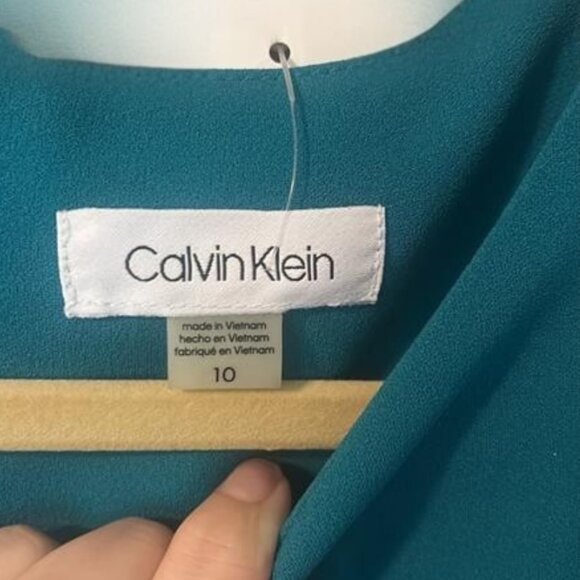 Calvin Klein
made in Vietnam
hecho en Vietnam
fabriqué en Vietnam
10